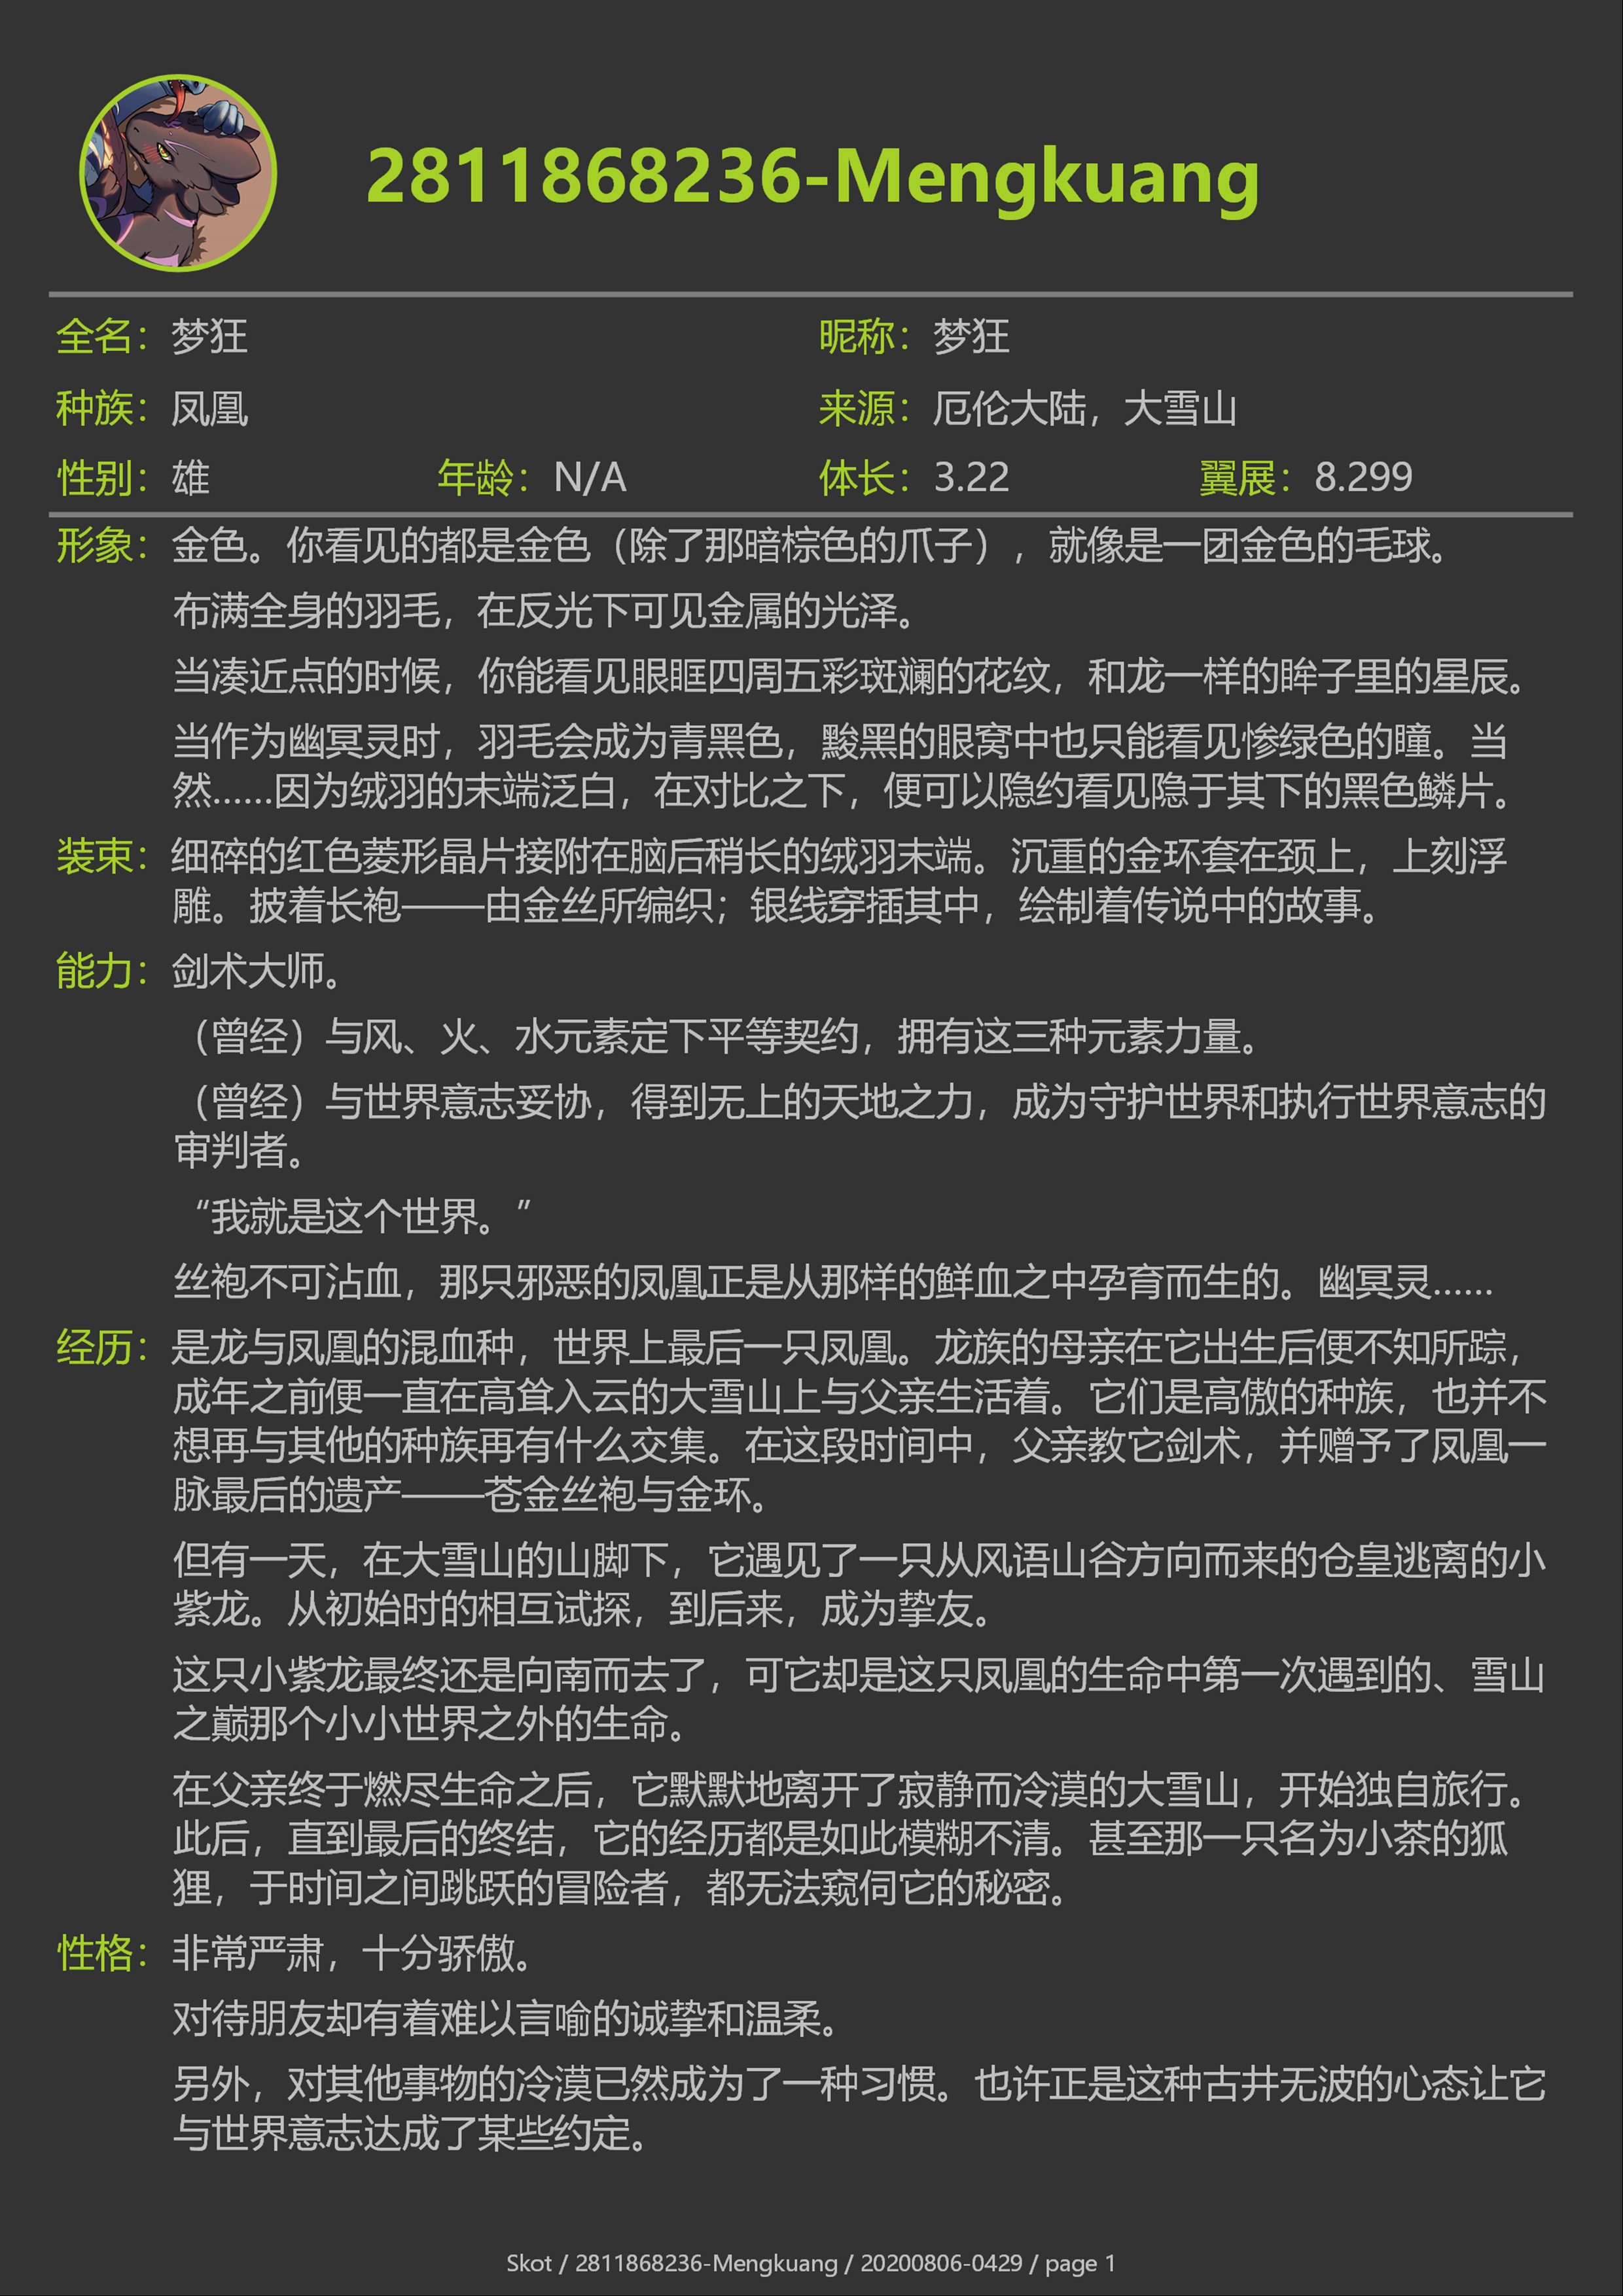 2811868236-Mengkuang
全名：梦狂 昵称：梦狂
种族：凤凰 来源：厄伦大陆，大雪山
性别：雄 年龄：N/A 体长：3.22 翼展：8.299
形象：金色。你看见的都是金色（除了那暗棕色的爪子），就像是一团金色的毛球。
布满全身的羽毛，在反光下可见金属的光泽。
当凑近点的时候，你能看见眼眶四周五彩斑斓的花纹，和龙一样的眸子里的星辰。
当作为幽冥灵时，羽毛会成为青黑色，黢黑的眼窝中也只能看见惨绿色的瞳。当
然……因为绒羽的末端泛白，在对比之下，便可以隐约看见隐于其下的黑色鳞片。
装束：细碎的红色菱形晶片接附在脑后稍长的绒羽末端。沉重的金环套在颈上，上刻浮
雕。披着长袍——由金丝所编织；银线穿插其中，绘制着传说中的故事。
能力：剑术大师。
（曾经）与风、火、水元素定下平等契约，拥有这三种元素力量。
（曾经）与世界意志妥协，得到无上的天地之力，成为守护世界和执行世界意志的
审判者。
“我就是这个世界。”
丝袍不可沾血，那只邪恶的凤凰正是从那样的鲜血之中孕育而生的。幽冥灵……
经历：是龙与凤凰的混血种，世界上最后一只凤凰。龙族的母亲在它出生后便不知所踪，
成年之前便一直在高耸入云的大雪山上与父亲生活着。它们是高傲的种族，也并不
想再与其他的种族再有什么交集。在这段时间中，父亲教它剑术，并赠予了凤凰一
脉最后的遗产——苍金丝袍与金环。
但有一天，在大雪山的山脚下，它遇见了一只从风语山谷方向而来的仓皇逃离的小
紫龙。从初始时的相互试探，到后来，成为挚友。
这只小紫龙最终还是向南而去了，可它却是这只凤凰的生命中第一次遇到的、雪山
之巅那个小小世界之外的生命。
在父亲终于燃尽生命之后，它默默地离开了寂静而冷漠的大雪山，开始独自旅行。
此后，直到最后的终结，它的经历都是如此模糊不清。甚至那一只名为小茶的狐
狸，于时间之间跳跃的冒险者，都无法窥伺它的秘密。
性格：非常严肃，十分骄傲。
对待朋友却有着难以言喻的诚挚和温柔。
另外，对其他事物的冷漠已然成为了一种习惯。也许正是这种古井无波的心态让它
与世界意志达成了某些约定。
Skot / 2811868236-Mengkuang / 20200806-0429 / page 1